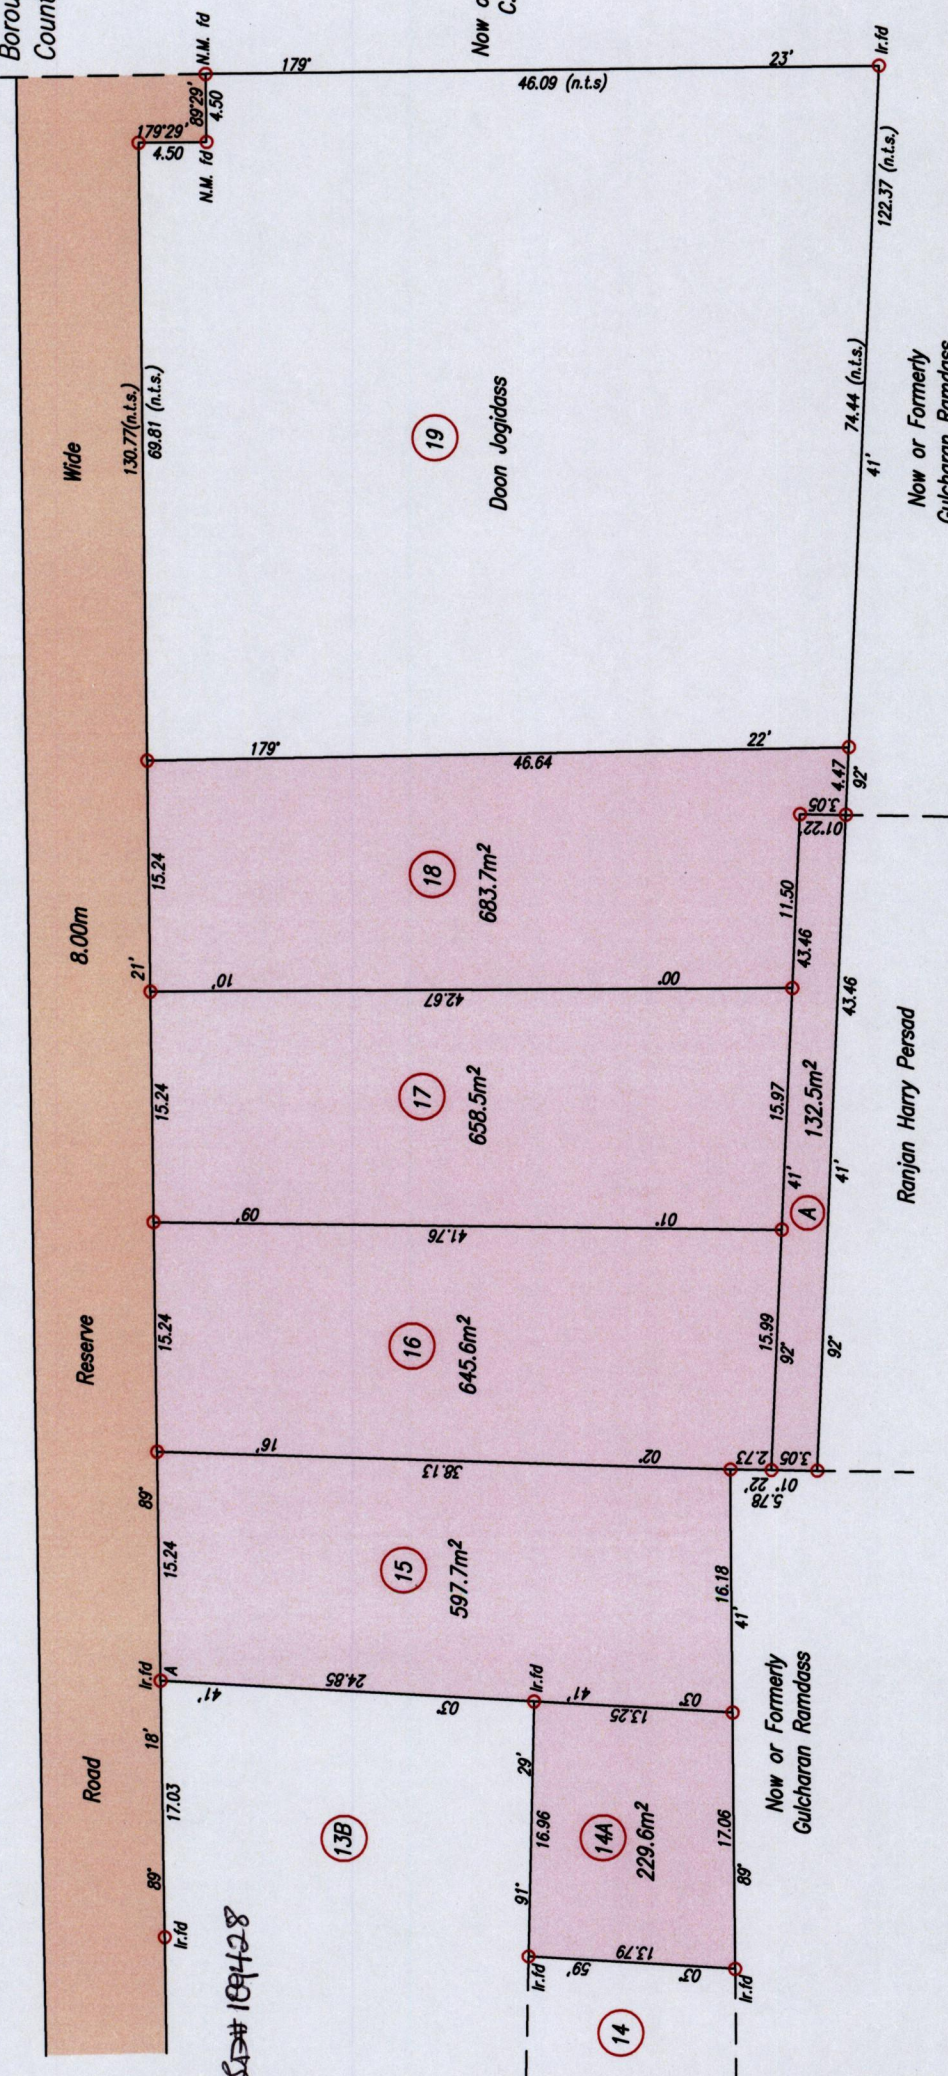 Borou
Count
Now o
C.
Road
Reserve
8.00m
Wide
N.M. fd
N.M. fd
89°29'
4.50
179°29'
4.50
179°
23'
46.09 (n.t.s)
Ir.fd
122.37 (n.t.s.)
74.44 (n.t.s.)
41'
130.77(n.t.s.)
69.81 (n.t.s.)
19
Doon Jogidass
Now or Formerly
Gulcharan Ramdass
179°
22'
46.64
4.47
92°
3.05
01°22'
15.24
18
683.7m²
11.50
43.46
21'
10'
42.67
00°
15.24
17
658.5m²
15.97
41'
43.46
132.5m²
A
41'
Ranjan Harry Persad
09'
41.76
01°
15.24
16
645.6m²
15.99
92°
92°
16'
38.13
02°
2.73
3.05
01° 22'
5.78
89°
15.24
15
597.7m²
16.18
41'
Ir.fd
A
41'
24.85
03°
Ir.fd
41'
13.25
03°
18'
17.03
89°
Ir.fd
13B
29'
16.96
91°
14A
229.6m²
17.06
89°
Now or Formerly
Gulcharan Ramdass
Ir.fd
59'
13.79
03°
Ir.fd
14
109428